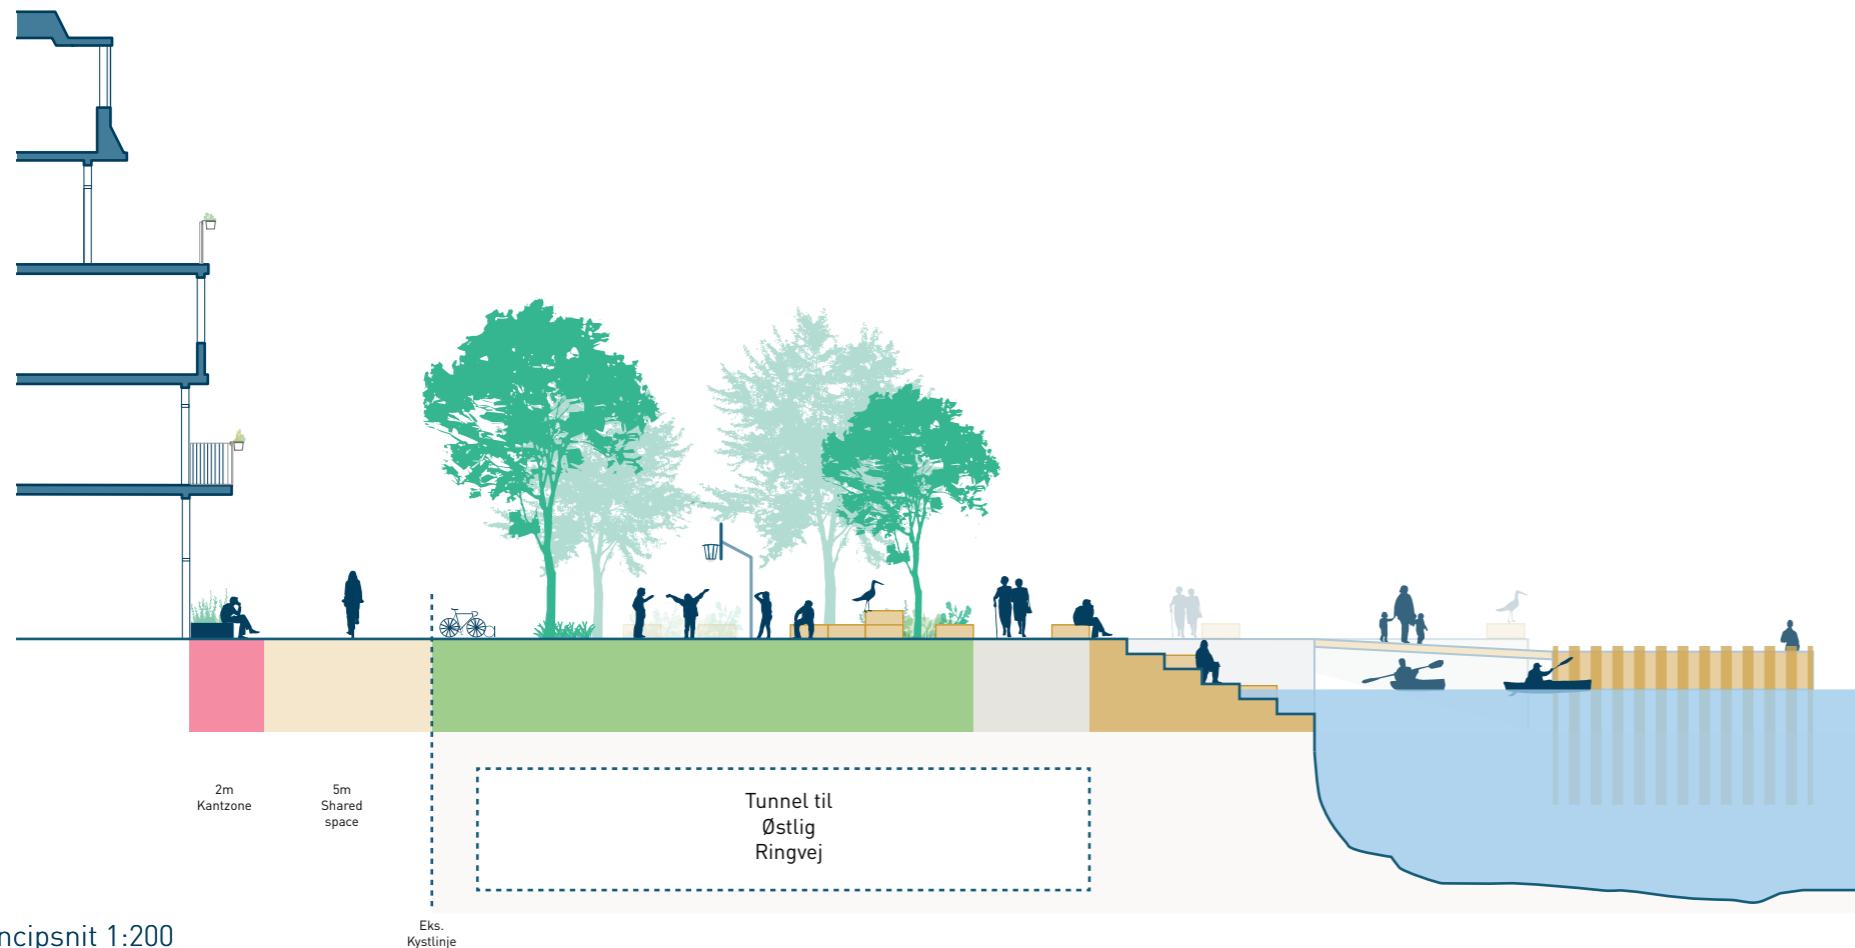 2m
Kantzone
5m
Shared
space
Tunnel til
Østlig
Ringvej
Eks.
Kystlinje
ncipsnit 1:200